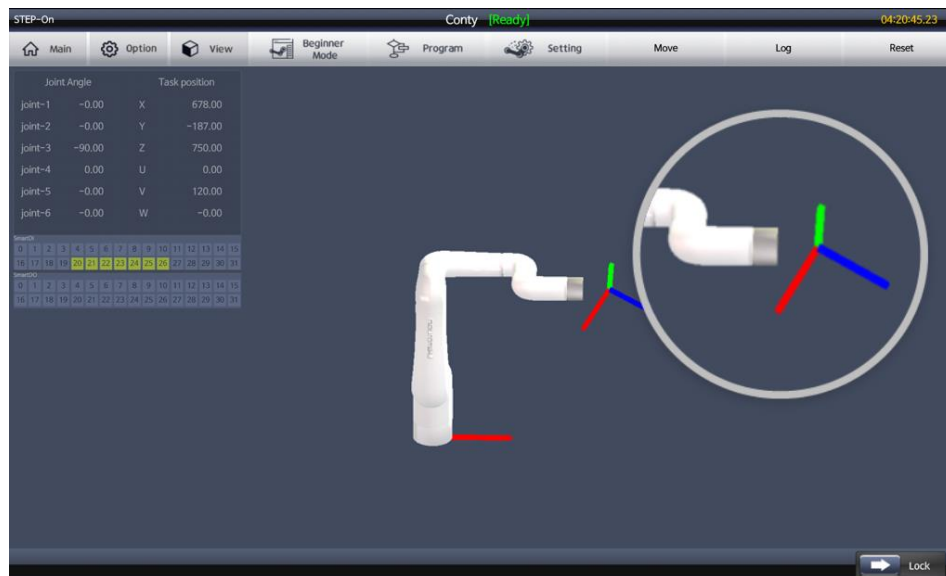 STEP-On
Conty [Ready]
04:20:45.23
Main
Option
View
Beginner Mode
Program
Setting
Move
Log
Reset
Joint Angle Task position
joint-1 -0.00 X 678.00
joint-2 -0.00 Y -187.00
joint-3 -90.00 Z 750.00
joint-4 0.00 U 0.00
joint-5 -0.00 V 120.00
joint-6 -0.00 W -0.00
SmartDI
0 1 2 3 4 5 6 7 8 9 10 11 12 13 14 15
16 17 18 19 20 21 22 23 24 25 26 27 28 29 30 31
SmartDO
0 1 2 3 4 5 6 7 8 9 10 11 12 13 14 15
16 17 18 19 20 21 22 23 24 25 26 27 28 29 30 31
Lock